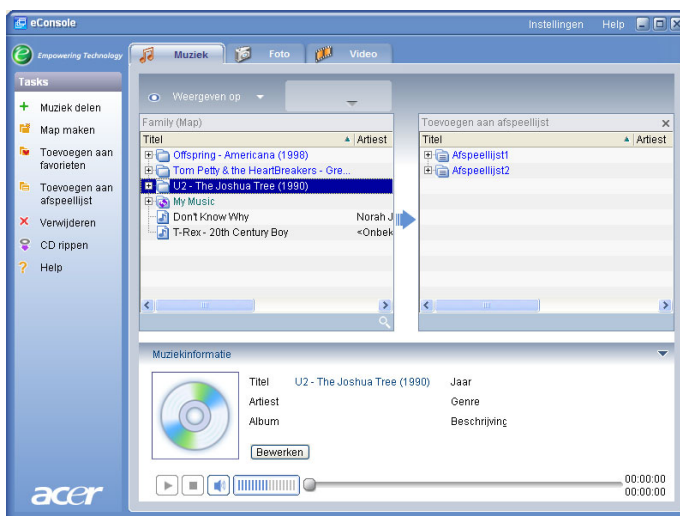 eConsole
Instellingen Help
Empowering Technology
Muziek Foto Video
Tasks
Muziek delen
Map maken
Toevoegen aan
favorieten
Toevoegen aan
afspeellijst
Verwijderen
CD rippen
Help
Weergeven op
Family (Map)
Titel Artiest
Offspring - Americana (1998)
Tom Petty & the HeartBreakers - Gre...
U2 - The Joshua Tree (1990)
My Music
Don't Know Why Norah J
T-Rex - 20th Century Boy <Onbek
Toevoegen aan afspeellijst
Titel Artiest
Afspeellijst1
Afspeellijst2
Muziekinformatie
Titel U2 - The Joshua Tree (1990) Jaar
Artiest Genre
Album Beschrijving
Bewerken
00:00:00
00:00:00
acer